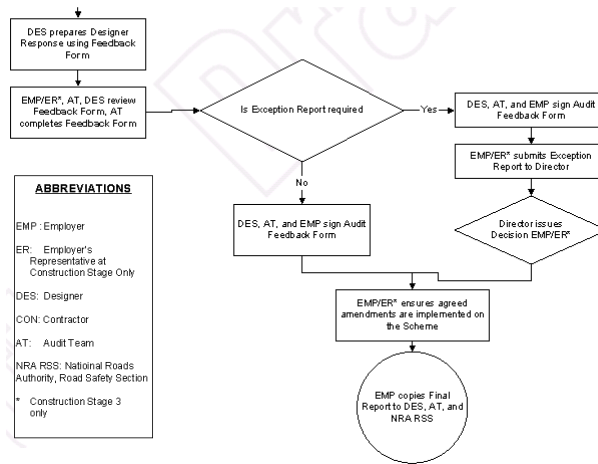 DES prepares Designer
Response using Feedback
Form
EMP/ER*, AT, DES review
Feedback Form, AT
completes Feedback Form
Is Exception Report required
Yes
DES, AT, and EMP sign Audit
Feedback Form
EMP/ER* submits Exception
Report to Director
Director issues
Decision EMP/ER*
No
DES, AT, and EMP sign Audit
Feedback Form
EMP/ER* ensures agreed
amendments are implemented on
the Scheme
EMP copies Final
Report to DES, AT, and
NRA RSS
ABBREVIATIONS
EMP : Employer
ER: Employer's
Representative at
Construction Stage Only
DES: Designer
CON: Contractor
AT: Audit Team
NRA RSS: Natioinal Roads
Authority, Road Safety Section
* Construction Stage 3
only